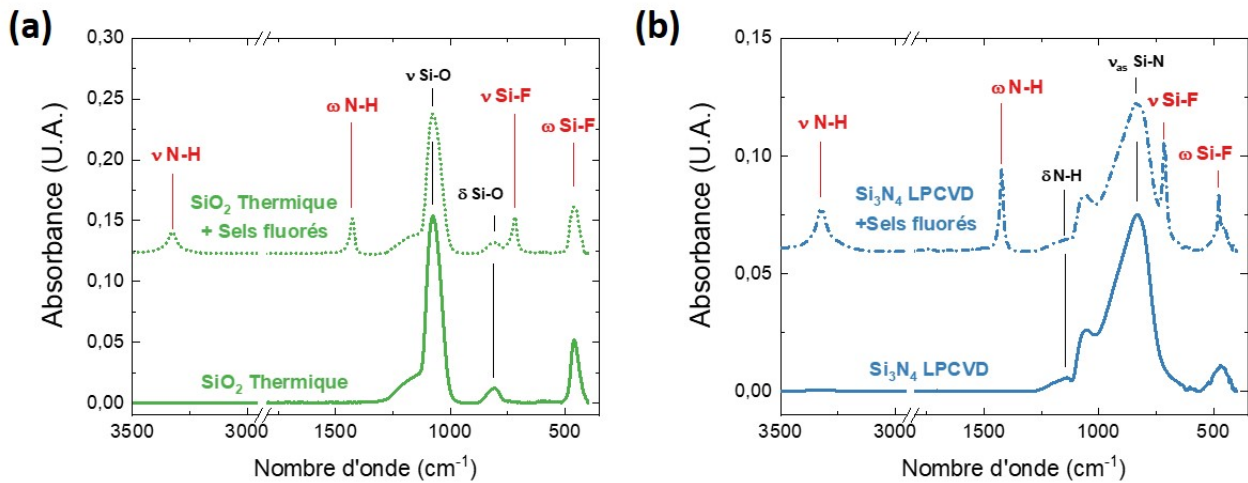 (a)
0,30
0,25
0,20
0,15
0,10
0,05
0,00
Absorbance (U.A.)
ν N-H
ω N-H
ν Si-O
δ Si-O
ν Si-F
ω Si-F
SiO₂ Thermique
+ Sels fluorés
SiO₂ Thermique
3500 3000 1500 1000 500
Nombre d'onde (cm⁻¹)
(b)
0,15
0,10
0,05
0,00
Absorbance (U.A.)
ν N-H
ω N-H
δ N-H
νas Si-N
ν Si-F
ω Si-F
Si₃N₄ LPCVD
+Sels fluorés
Si₃N₄ LPCVD
3500 3000 1500 1000 500
Nombre d'onde (cm⁻¹)